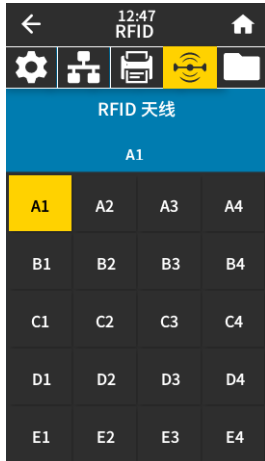 12:47
RFID
RFID 天线
A1
A1 A2 A3 A4
B1 B2 B3 B4
C1 C2 C3 C4
D1 D2 D3 D4
E1 E2 E3 E4